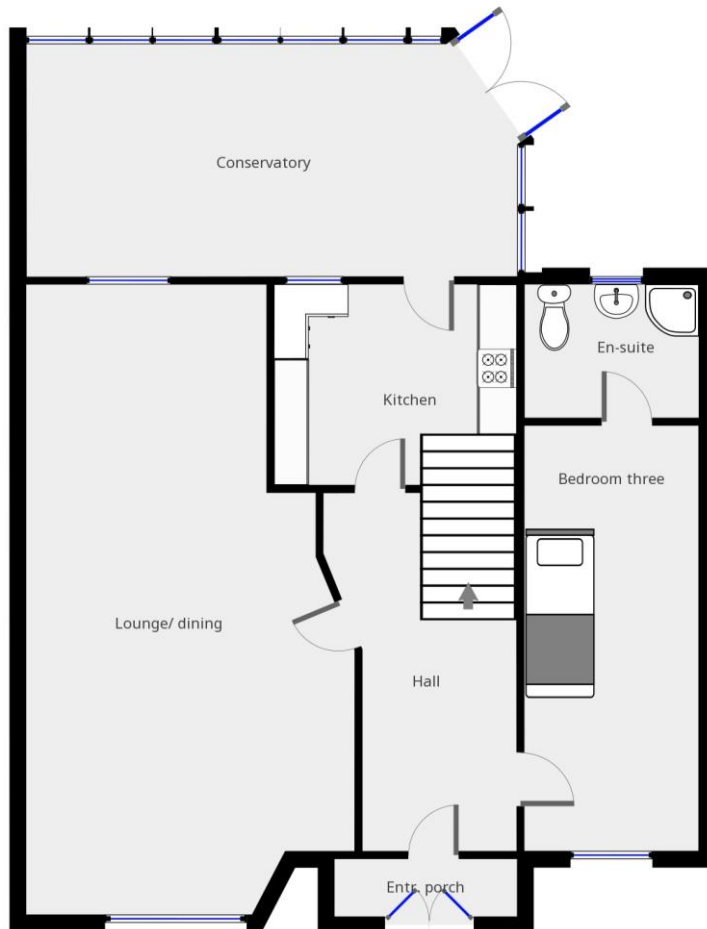 Conservatory
En-suite
Kitchen
Bedroom three
Lounge/ dining
Hall
Entr. porch